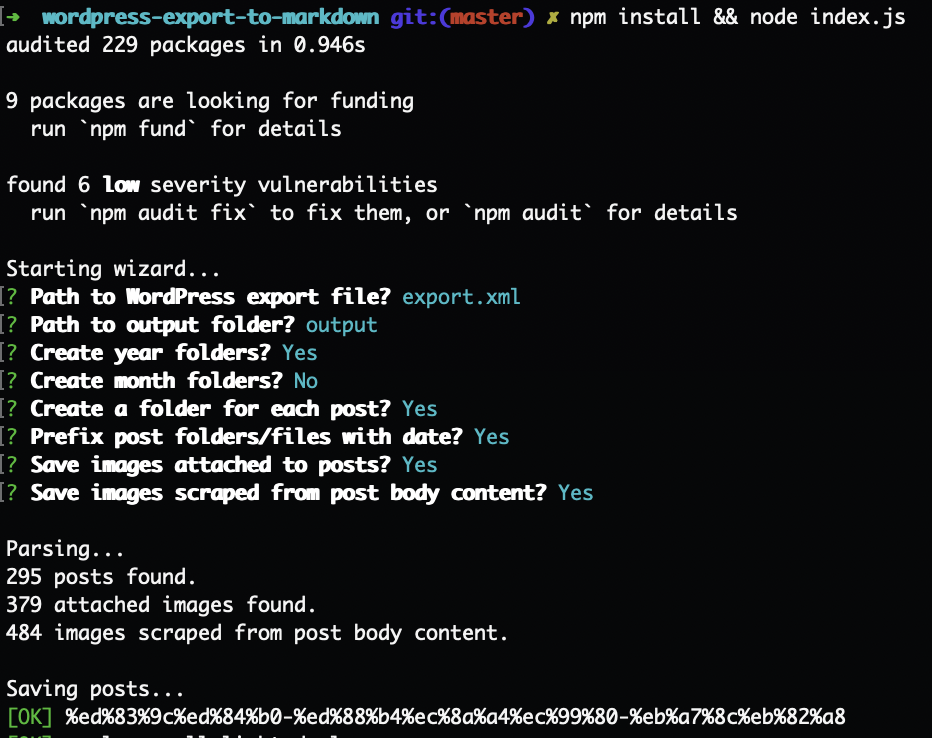 ➜ wordpress-export-to-markdown git:(master) ✗ npm install && node index.js
audited 229 packages in 0.946s
9 packages are looking for funding
run `npm fund` for details
found 6 low severity vulnerabilities
run `npm audit fix` to fix them, or `npm audit` for details
Starting wizard...
? Path to WordPress export file? export.xml
? Path to output folder? output
? Create year folders? Yes
? Create month folders? No
? Create a folder for each post? Yes
? Prefix post folders/files with date? Yes
? Save images attached to posts? Yes
? Save images scraped from post body content? Yes
Parsing...
295 posts found.
379 attached images found.
484 images scraped from post body content.
Saving posts...
[OK] %ed%83%9c%ed%84%b0-%ed%88%b4%ec%8a%a4%ec%99%80-%eb%a7%8c%eb%82%a8